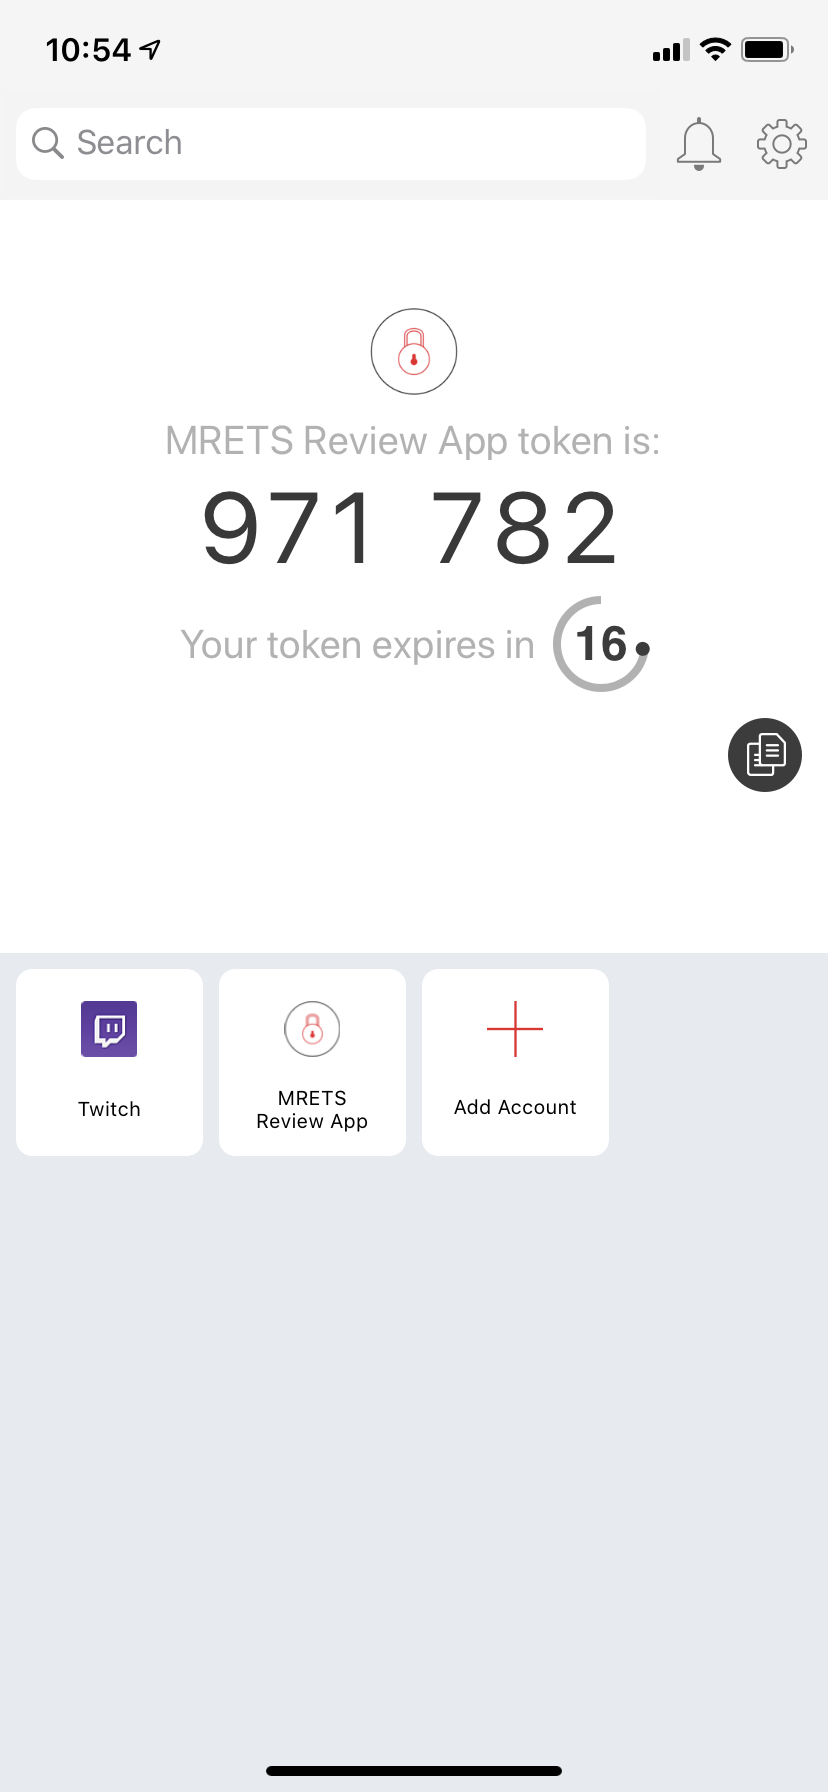 10:54
Search
MRETS Review App token is:
971 782
Your token expires in 16
Twitch
MRETS
Review App
Add Account